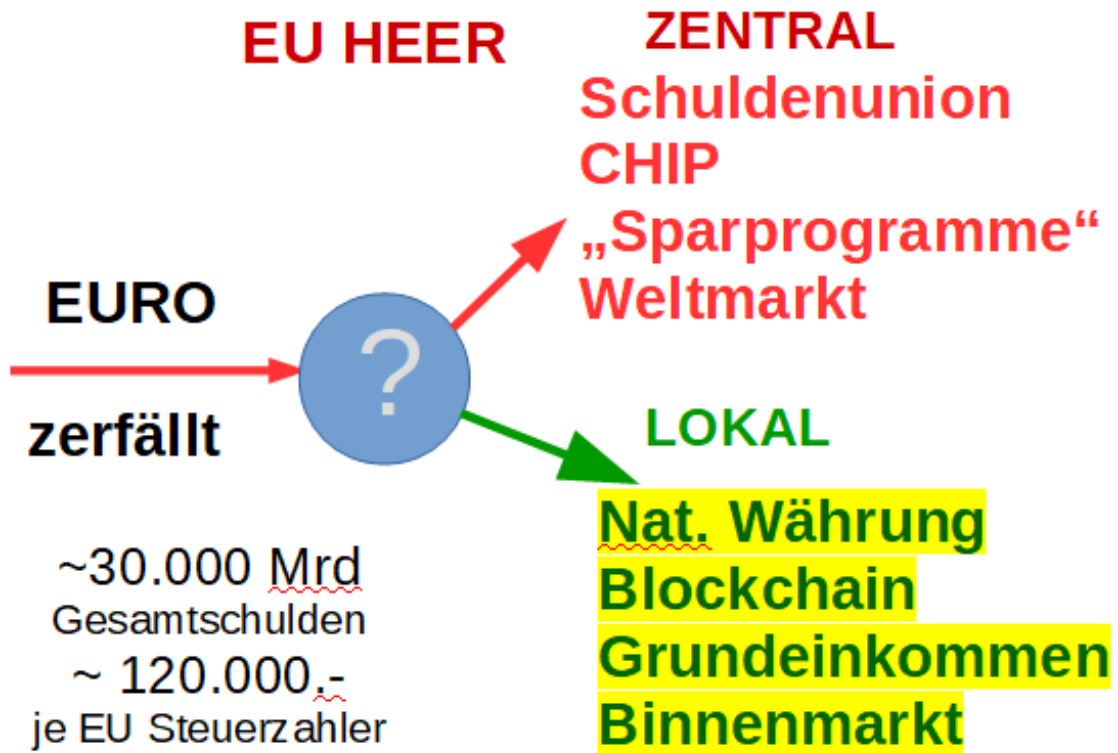 EU HEER
ZENTRAL
Schuldenunion
CHIP
„Sparprogramme“
Weltmarkt
EURO
?
zerfällt
LOKAL
Nat. Währung
Blockchain
Grundeinkommen
Binnenmarkt
~30.000 Mrd
Gesamtschulden
~ 120.000.-
je EU Steuerzahler